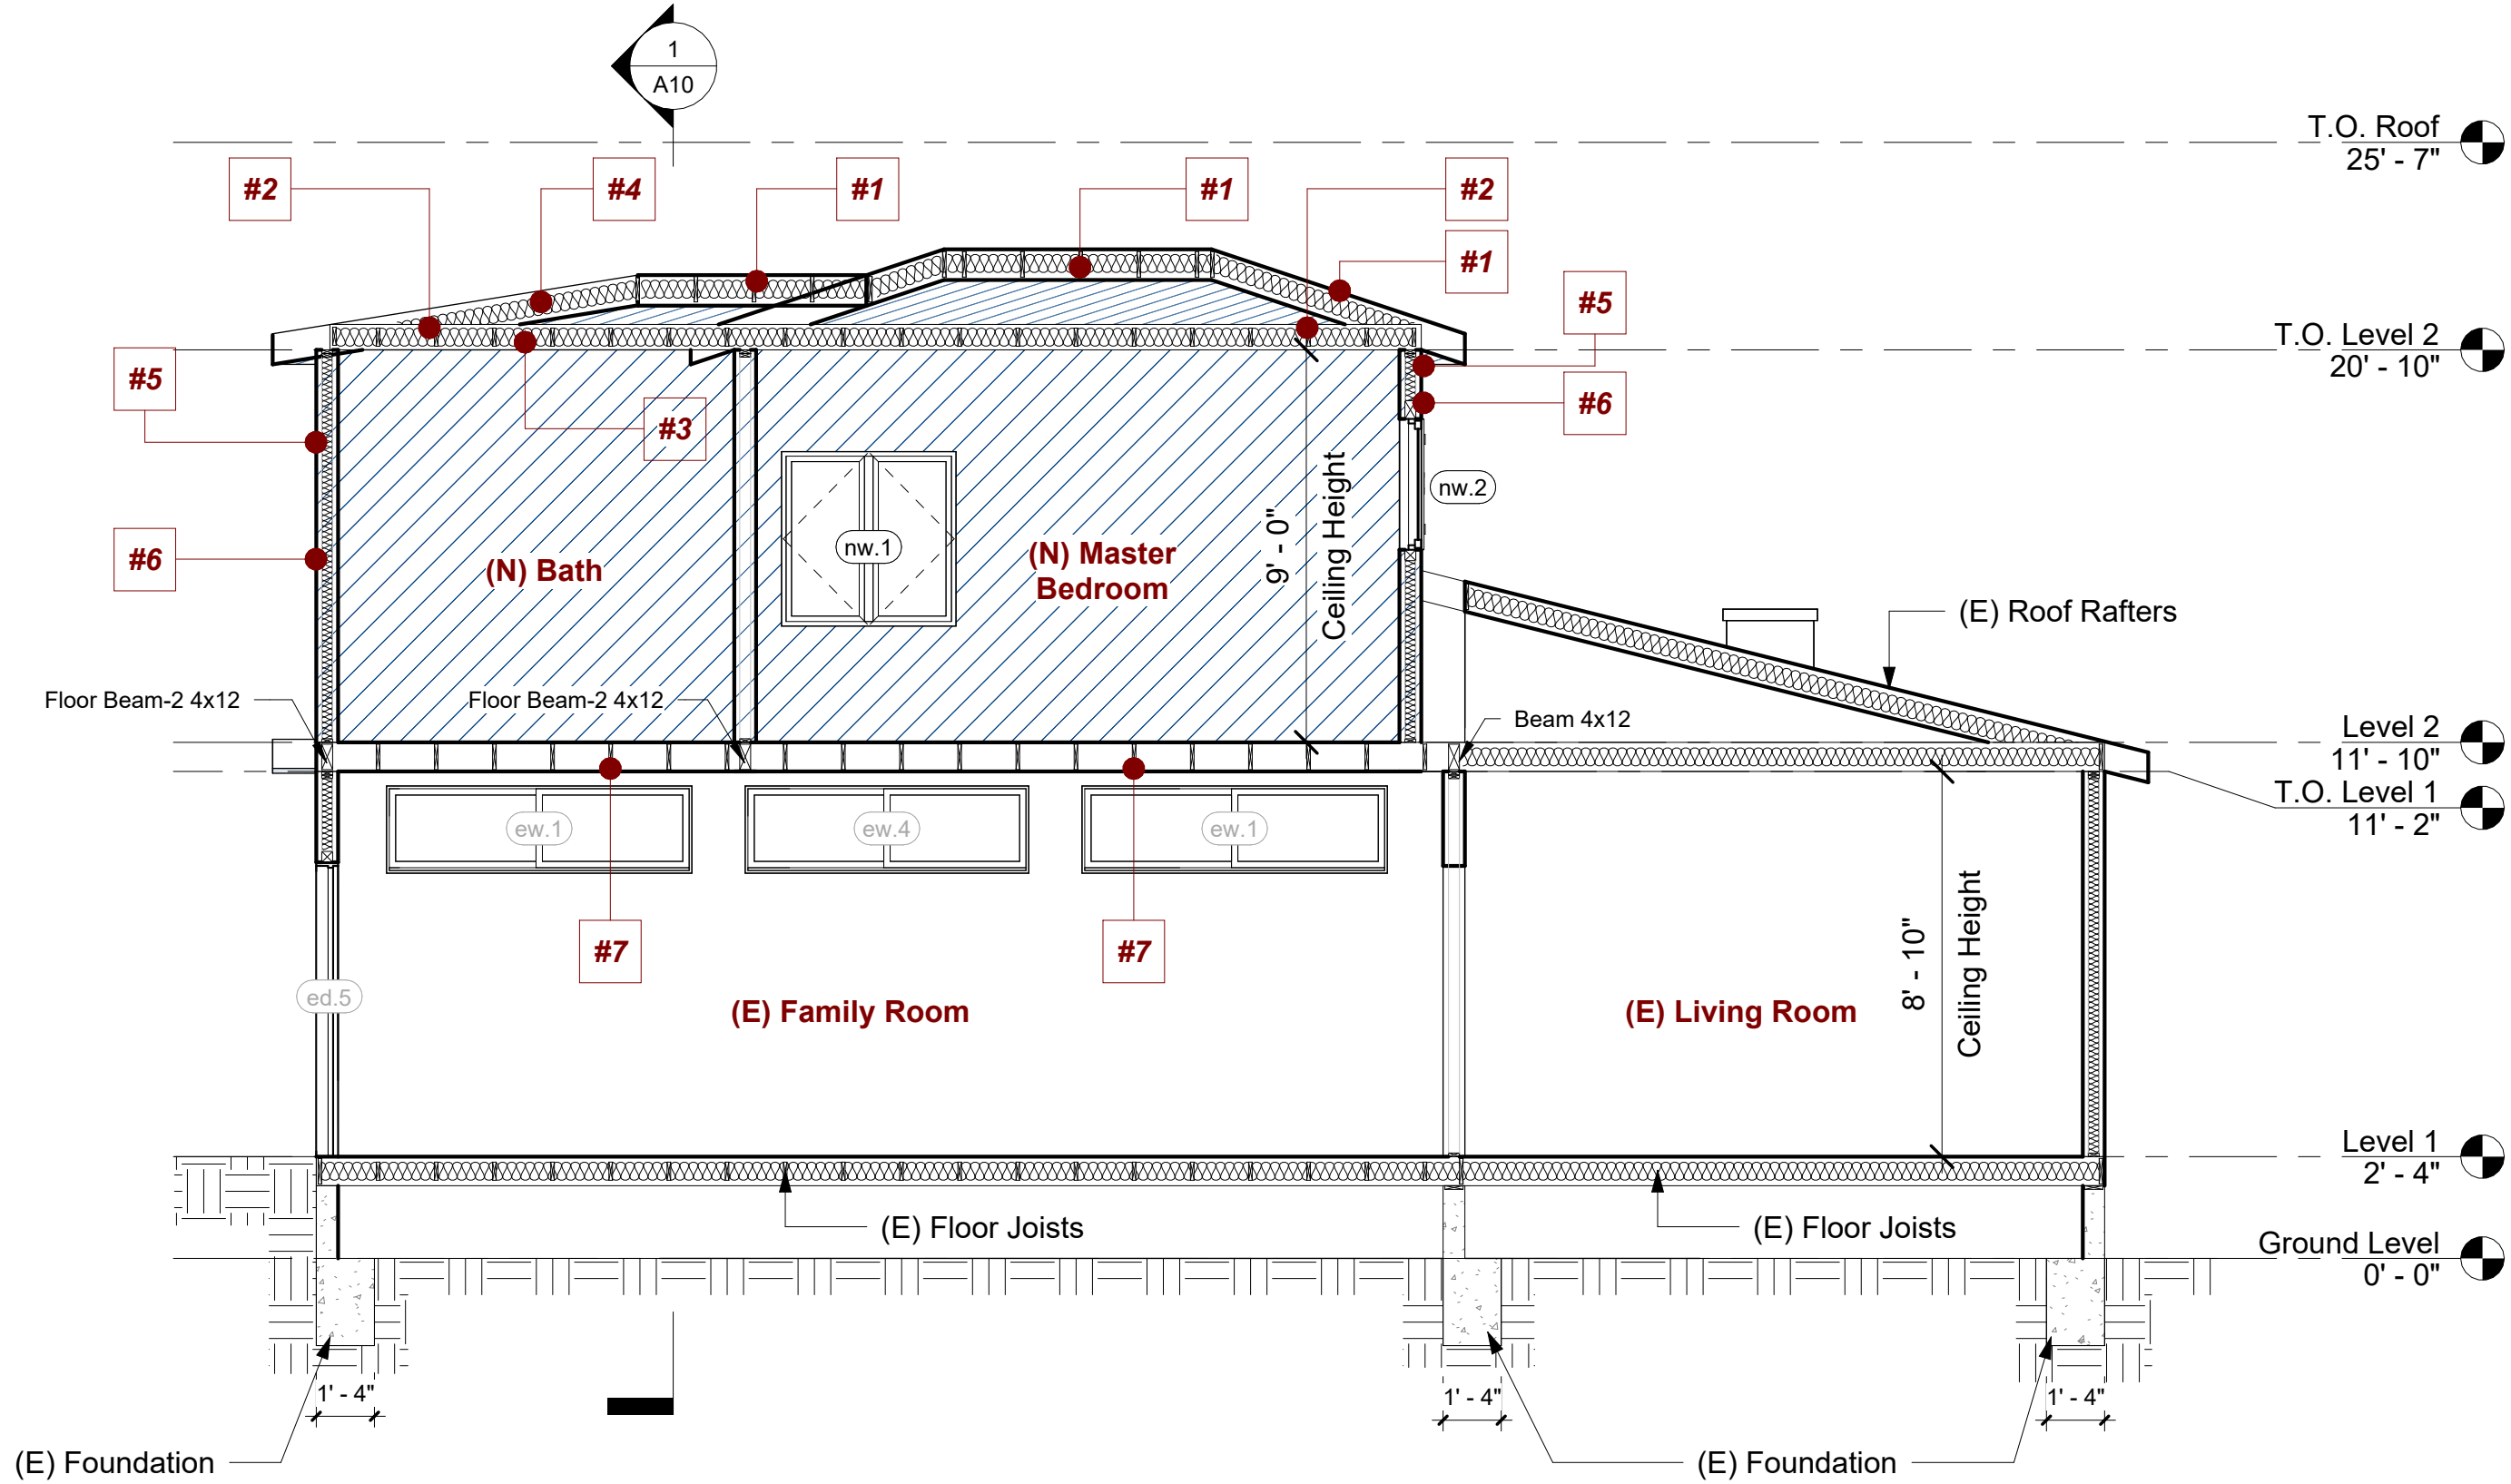 1
A10
T.O. Roof
25' - 7"
#2
#4
#1
#1
#2
#1
#5
T.O. Level 2
20' - 10"
#5
#6
#3
nw.2
9' - 0"
Ceiling Height
#6
(N) Bath
nw.1
(N) Master
Bedroom
(E) Roof Rafters
Floor Beam-2 4x12
Floor Beam-2 4x12
Beam 4x12
Level 2
11' - 10"
T.O. Level 1
11' - 2"
ew.1
ew.4
ew.1
#7
#7
8' - 10"
Ceiling Height
ed.5
(E) Family Room
(E) Living Room
Level 1
2' - 4"
(E) Floor Joists
(E) Floor Joists
Ground Level
0' - 0"
1' - 4"
1' - 4"
1' - 4"
(E) Foundation
(E) Foundation